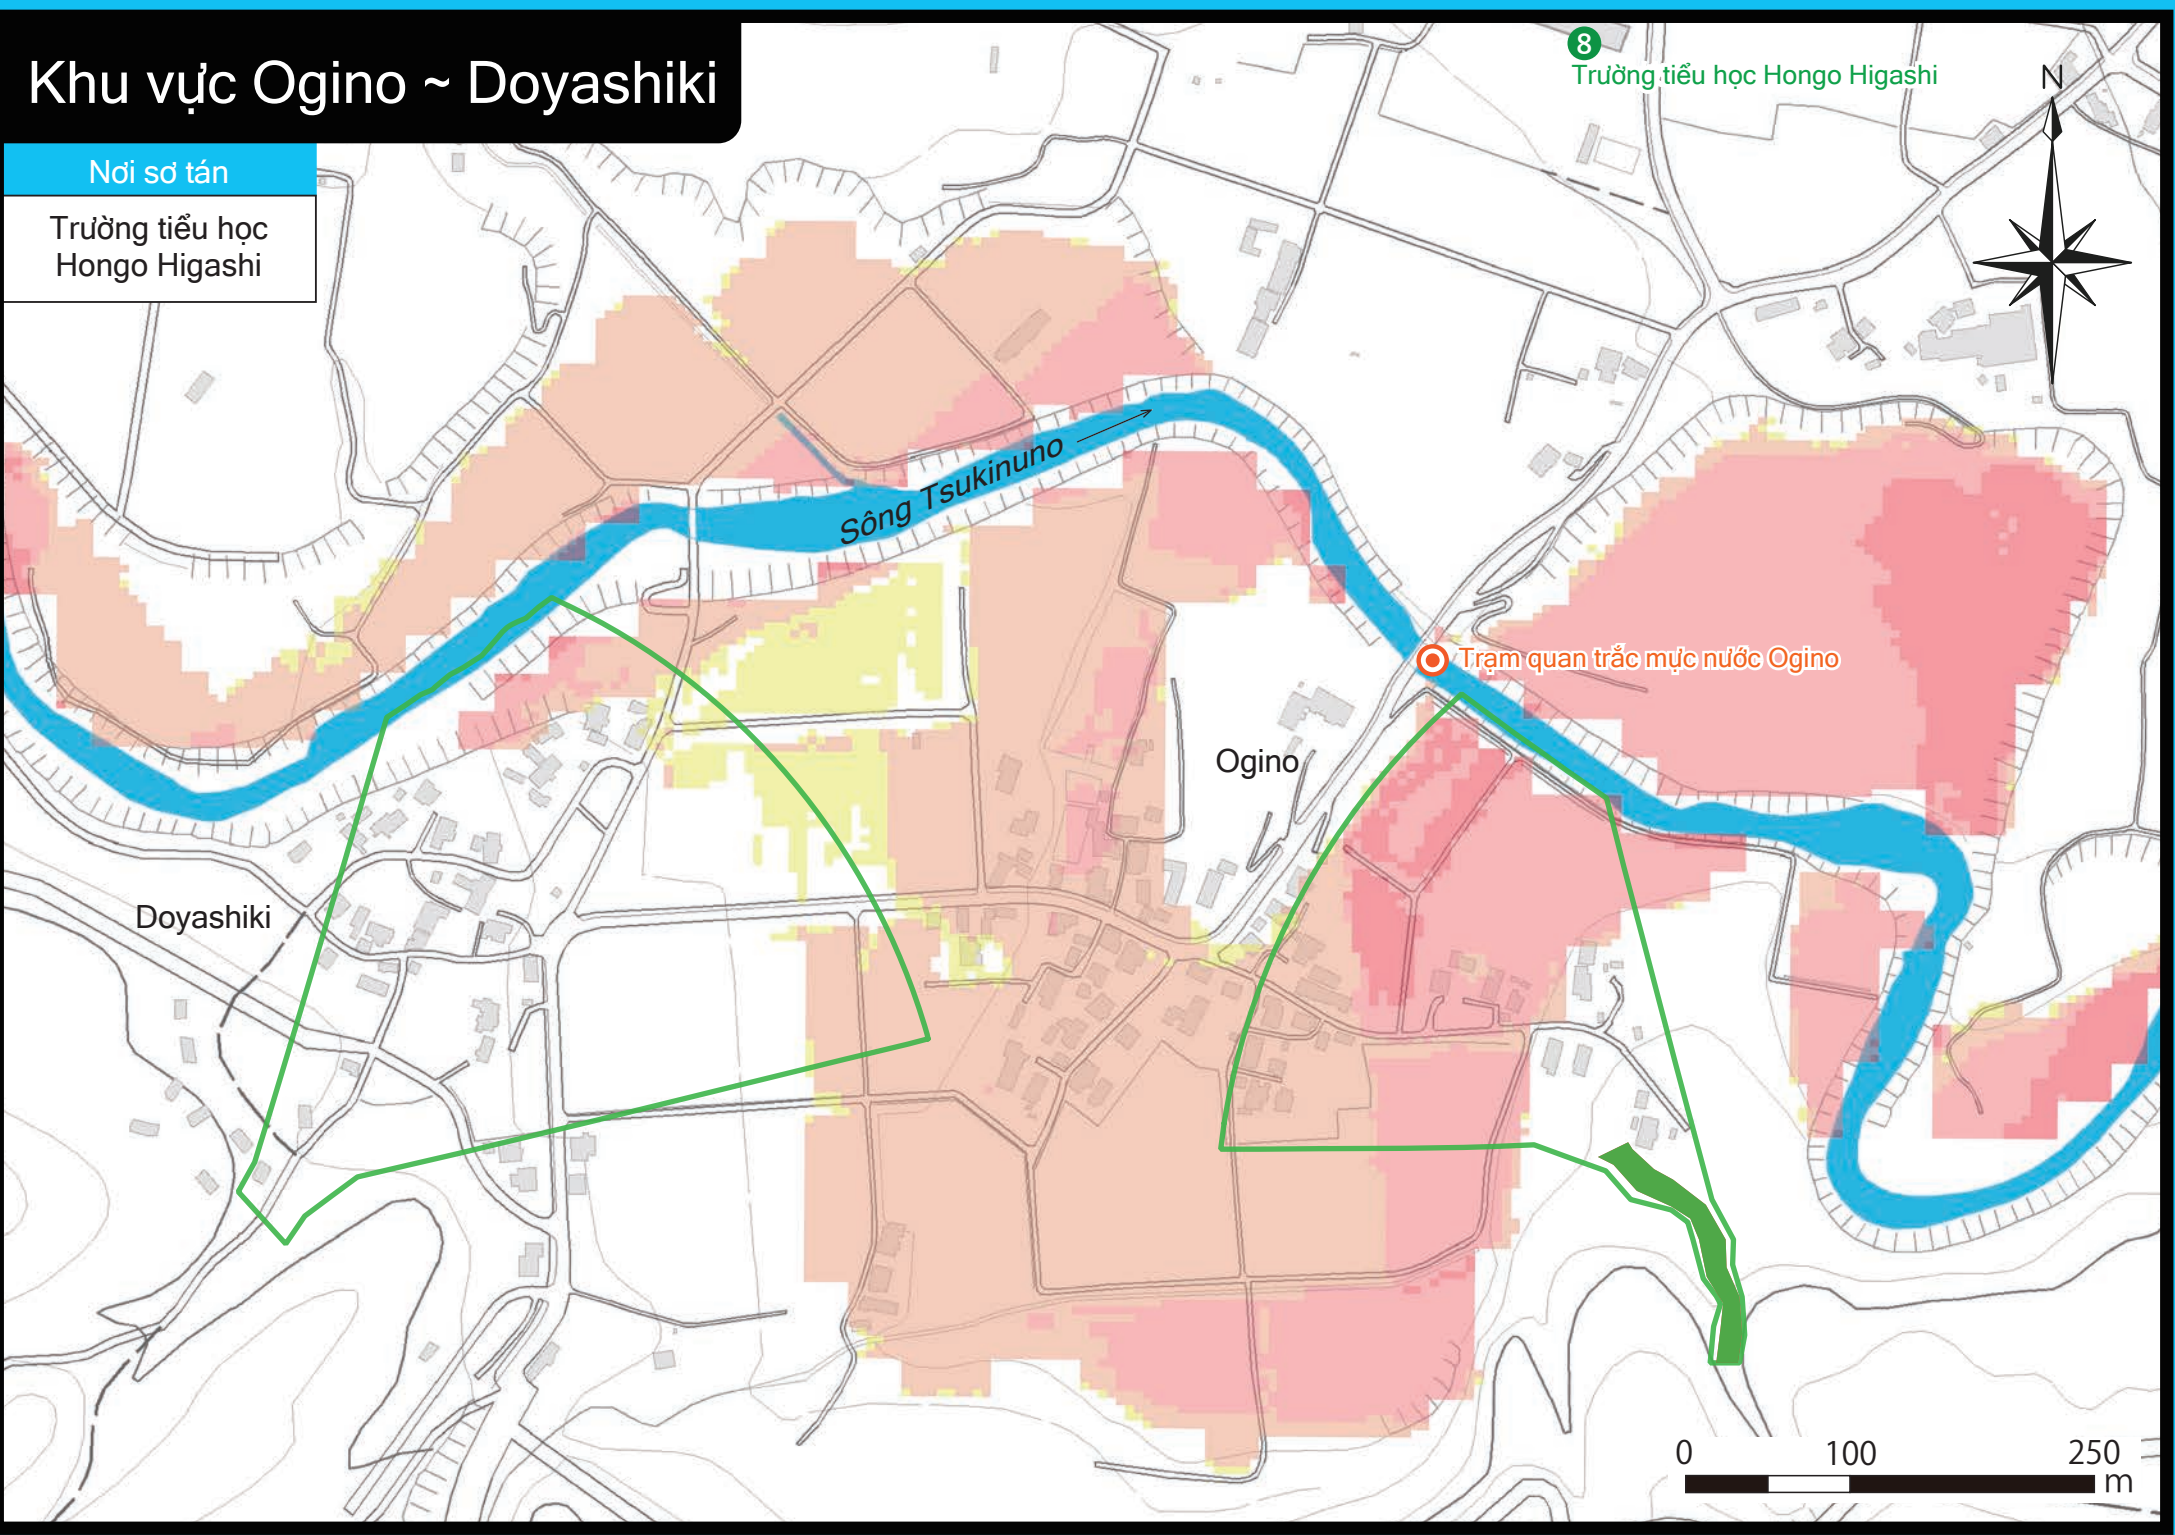 Khu vực Ogino ~ Doyashiki
8
Trường tiểu học Hongo Higashi
N
Nơi sơ tán
Trường tiểu học
Hongo Higashi
Sông Tsukinuno
Trạm quan trắc mực nước Ogino
Ogino
Doyashiki
0 100 250
m